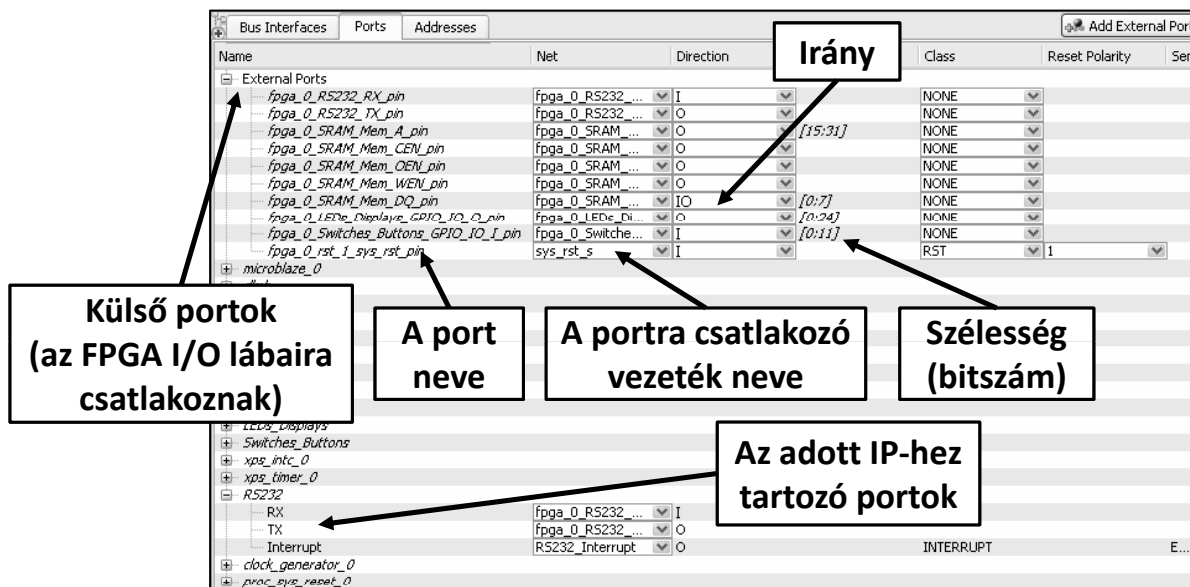 Bus Interfaces Ports Addresses Add External Port
Name Net Direction Class Reset Polarity Ser
Irány
External Ports
fpga_0_RS232_RX_pin fpga_0_RS232_... I NONE
fpga_0_RS232_TX_pin fpga_0_RS232_... O NONE
fpga_0_SRAM_Mem_A_pin fpga_0_SRAM_... O [15:31] NONE
fpga_0_SRAM_Mem_CEN_pin fpga_0_SRAM_... O NONE
fpga_0_SRAM_Mem_OEN_pin fpga_0_SRAM_... O NONE
fpga_0_SRAM_Mem_WEN_pin fpga_0_SRAM_... O NONE
fpga_0_SRAM_Mem_DQ_pin fpga_0_SRAM_... IO [0:7] NONE
fpga_0_LEDs_Displays_GPIO_IO_O_pin fpga_0_LEDs_Di... O [0:24] NONE
fpga_0_Switches_Buttons_GPIO_IO_I_pin fpga_0_Switche... I [0:11] NONE
fpga_0_rst_1_sys_rst_pin sys_rst_s I RST 1
microblaze_0
Külső portok
(az FPGA I/O lábaira
csatlakoznak)
A port
neve
A portra csatlakozó
vezeték neve
Szélesség
(bitszám)
LEDs_Displays
Switches_Buttons
xps_intc_0
xps_timer_0
Az adott IP-hez
tartozó portok
RS232
RX fpga_0_RS232_... I
TX fpga_0_RS232_... O
Interrupt RS232_Interrupt O INTERRUPT E...
clock_generator_0
proc_sys_reset_0